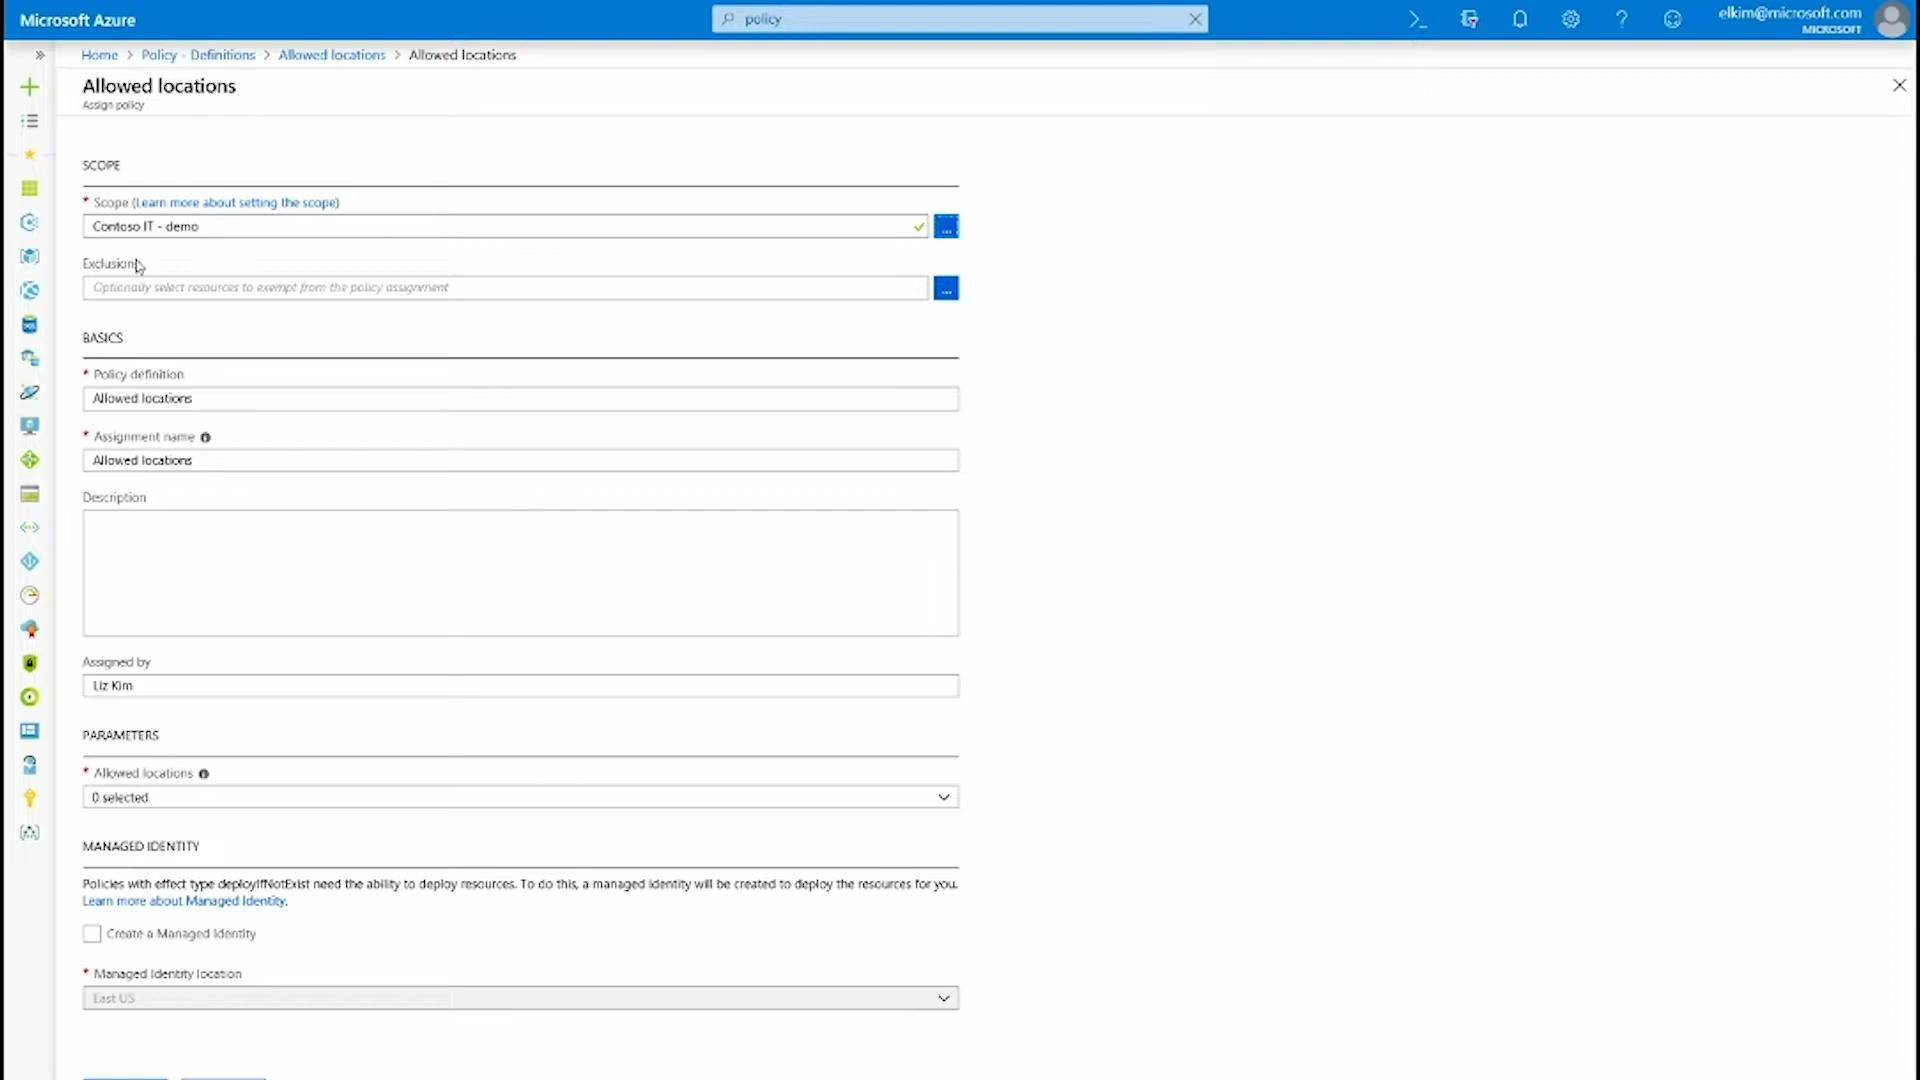 Microsoft Azure
policy
elkim@microsoft.com
MICROSOFT
Home > Policy - Definitions > Allowed locations > Allowed locations
Allowed locations
Assign policy
SCOPE
* Scope (Learn more about setting the scope)
Contoso IT - demo
...
Exclusion
Optionally select resources to exempt from the policy assignment
...
BASICS
* Policy definition
Allowed locations
* Assignment name
Allowed locations
Description
Assigned by
Liz Kim
PARAMETERS
* Allowed locations
0 selected
MANAGED IDENTITY
Policies with effect type deployIfNotExist need the ability to deploy resources. To do this, a managed identity will be created to deploy the resources for you.
Learn more about Managed Identity.
Create a Managed Identity
* Managed Identity location
East US